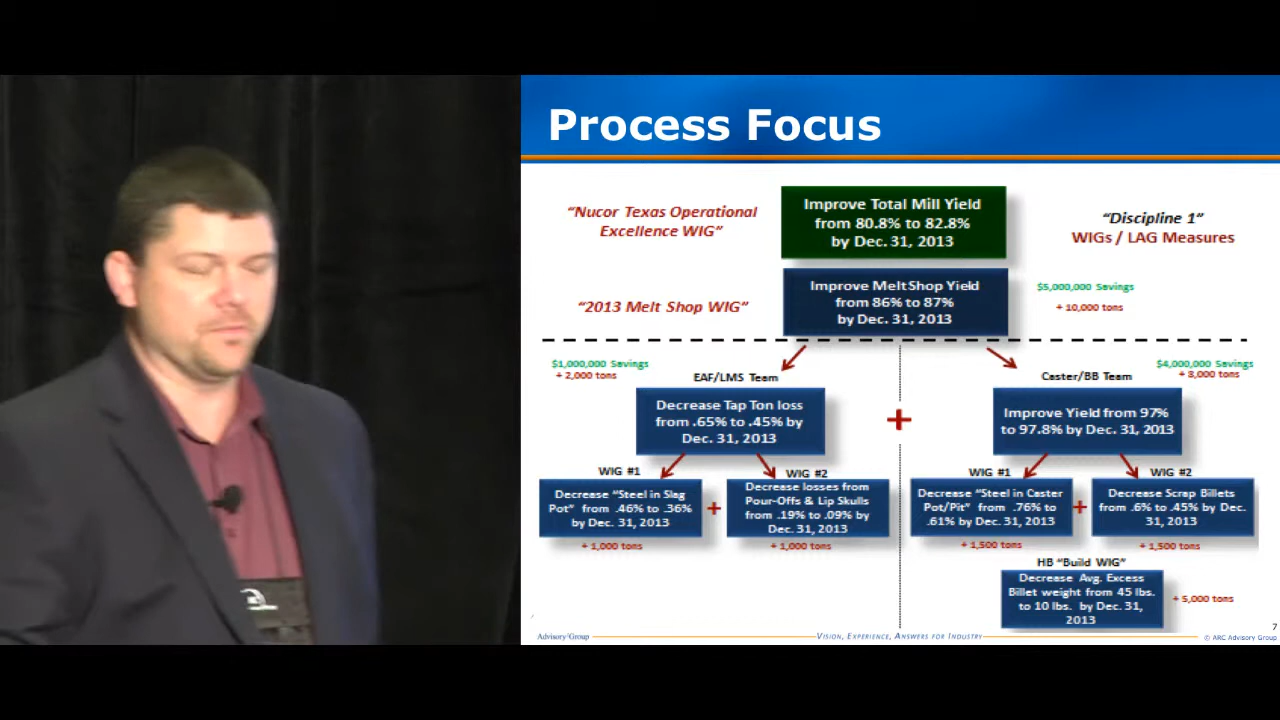 Process Focus
“Nucor Texas Operational
Excellence WIG”
Improve Total Mill Yield
from 80.8% to 82.8%
by Dec. 31, 2013
“Discipline 1”
WIGs / LAG Measures
“2013 Melt Shop WIG”
Improve Melt Shop Yield
from 86% to 87%
by Dec. 31, 2013
$5,000,000 Savings
+ 10,000 tons
$1,000,000 Savings
+ 2,000 tons
EAF/LMS Team
Decrease Tap Ton loss
from .65% to .45% by
Dec. 31, 2013
+
Caster/BB Team
$4,000,000 Savings
+ 8,000 tons
Improve Yield from 97%
to 97.8% by Dec. 31, 2013
WIG #1
Decrease “Steel in Slag
Pot” from .46% to .36%
by Dec. 31, 2013
+ 1,000 tons
+
WIG #2
Decrease losses from
Pour-Offs & Lip Skulls
from .19% to .09% by
Dec. 31, 2013
+ 1,000 tons
WIG #1
Decrease “Steel in Caster
Pot/Pit” from .76% to
.61% by Dec. 31, 2013
+ 1,500 tons
+
WIG #2
Decrease Scrap Billets
from .6% to .45% by Dec.
31, 2013
+ 1,500 tons
HB “Build WIG”
Decrease Avg. Excess
Billet weight from 45 lbs.
to 10 lbs. by Dec. 31,
2013
+ 5,000 tons
7
Advisory Group
VISION, EXPERIENCE, ANSWERS FOR INDUSTRY
© ARC Advisory Group